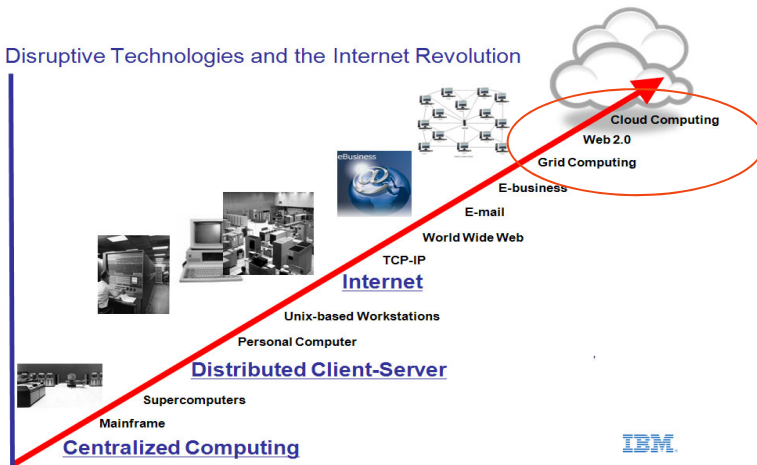 Disruptive Technologies and the Internet Revolution
Cloud Computing
Web 2.0
eBusiness
Grid Computing
E-business
E-mail
World Wide Web
TCP-IP
Internet
Unix-based Workstations
Personal Computer
Distributed Client-Server
Supercomputers
Mainframe
Centralized Computing
IBM